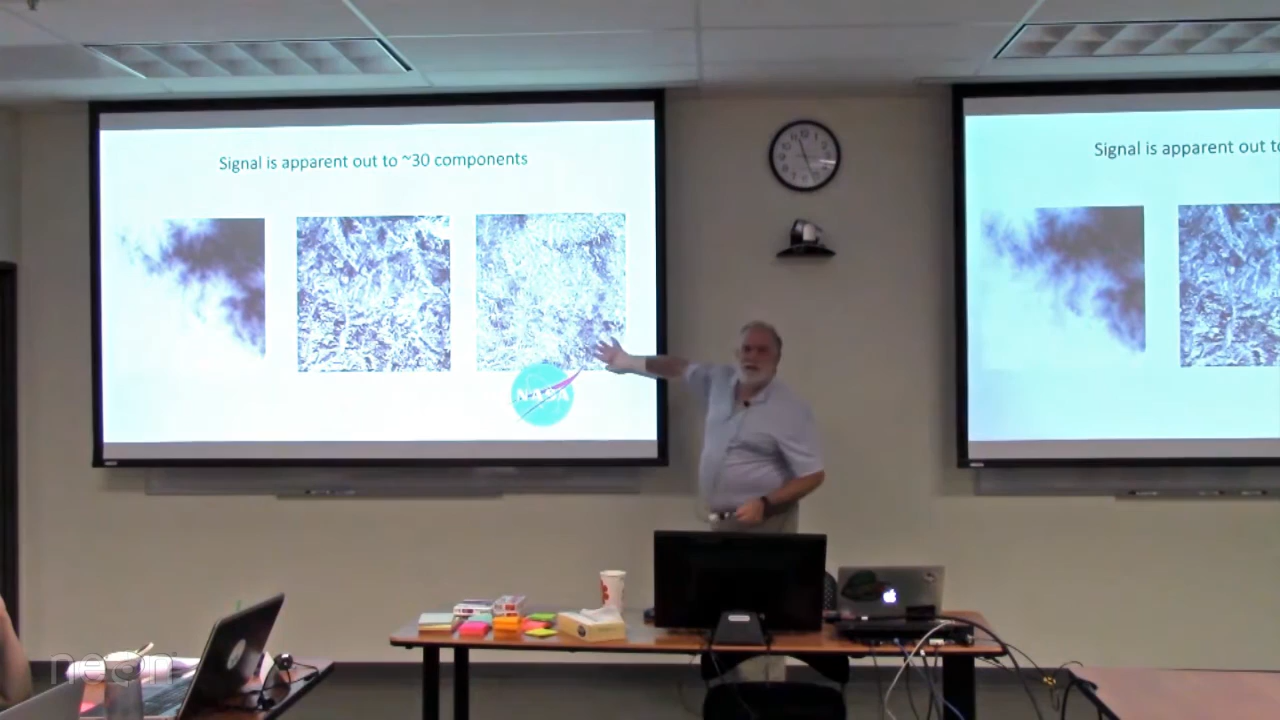 Signal is apparent out to ~30 components
NASA
Signal is apparent out to
neon